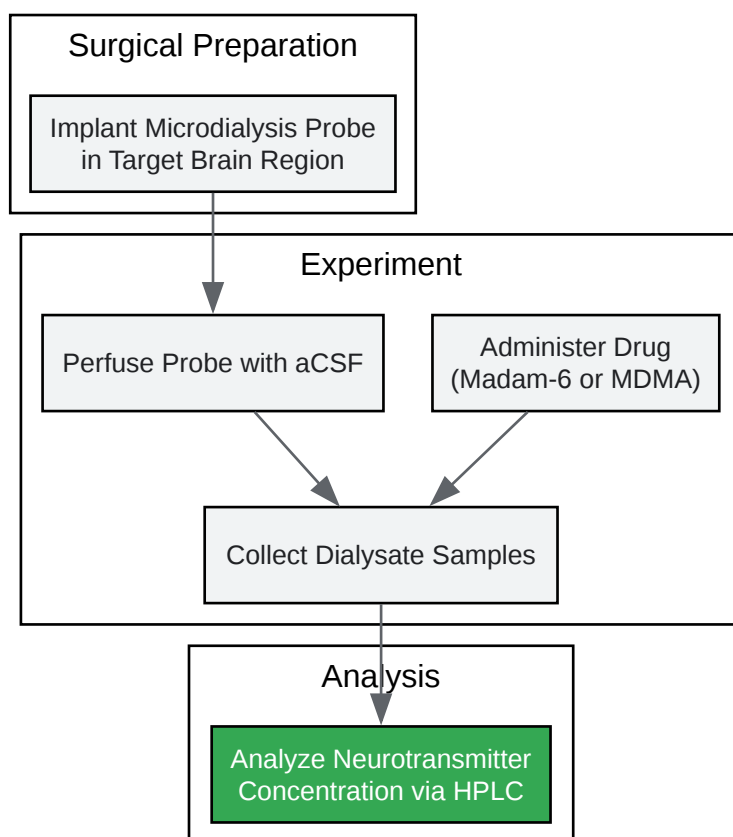 Surgical Preparation
Implant Microdialysis Probe
in Target Brain Region
Experiment
Perfuse Probe with aCSF
Administer Drug
(Madam-6 or MDMA)
Collect Dialysate Samples
Analysis
Analyze Neurotransmitter
Concentration via HPLC